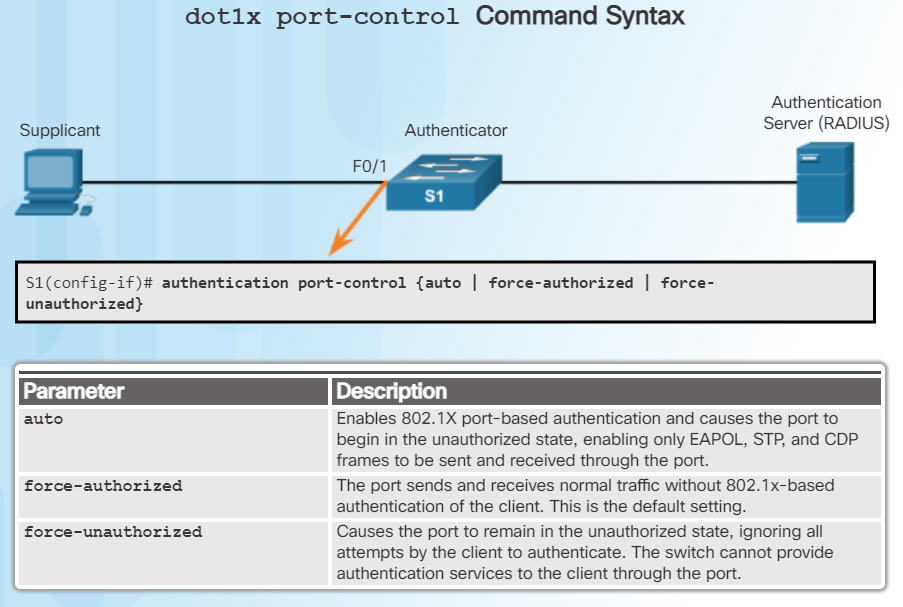 dot1x port-control Command Syntax
Authentication
Server (RADIUS)
Supplicant
Authenticator
F0/1
S1
S1(config-if)# authentication port-control {auto | force-authorized | force-
unauthorized}
Parameter
Description
auto
Enables 802.1X port-based authentication and causes the port to
begin in the unauthorized state, enabling only EAPOL, STP, and CDP
frames to be sent and received through the port.
force-authorized
The port sends and receives normal traffic without 802.1x-based
authentication of the client. This is the default setting.
force-unauthorized
Causes the port to remain in the unauthorized state, ignoring all
attempts by the client to authenticate. The switch cannot provide
authentication services to the client through the port.